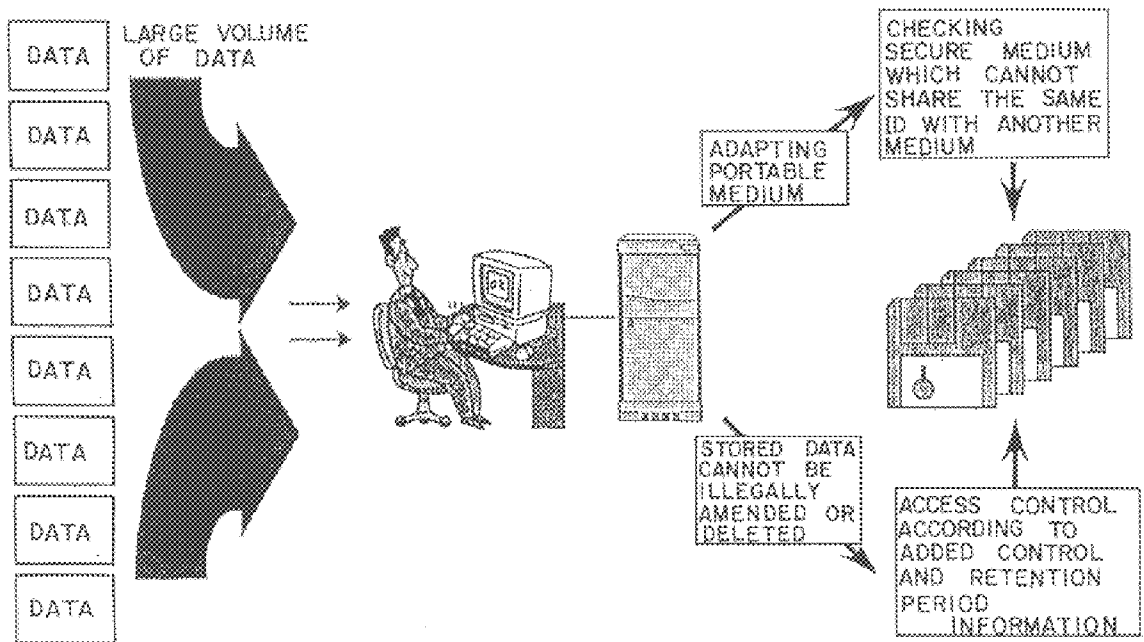 DATA
DATA
DATA
DATA
DATA
DATA
DATA
DATA
LARGE VOLUME
OF DATA
ADAPTING
PORTABLE
MEDIUM
CHECKING
SECURE MEDIUM
WHICH CANNOT
SHARE THE SAME
ID WITH ANOTHER
MEDIUM
STORED DATA
CANNOT BE
ILLEGALLY
AMENDED OR
DELETED
ACCESS CONTROL
ACCORDING TO
ADDED CONTROL
AND RETENTION
PERIOD
INFORMATION